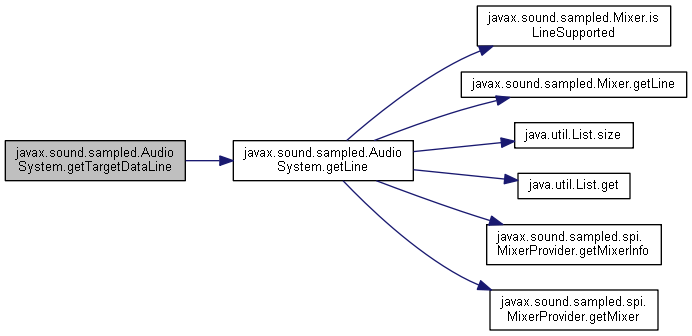 javax.sound.sampled.Audio
System.getTargetDataLine
javax.sound.sampled.Audio
System.getLine
javax.sound.sampled.Mixer.is
LineSupported
javax.sound.sampled.Mixer.getLine
java.util.List.size
java.util.List.get
javax.sound.sampled.spi.
MixerProvider.getMixerInfo
javax.sound.sampled.spi.
MixerProvider.getMixer